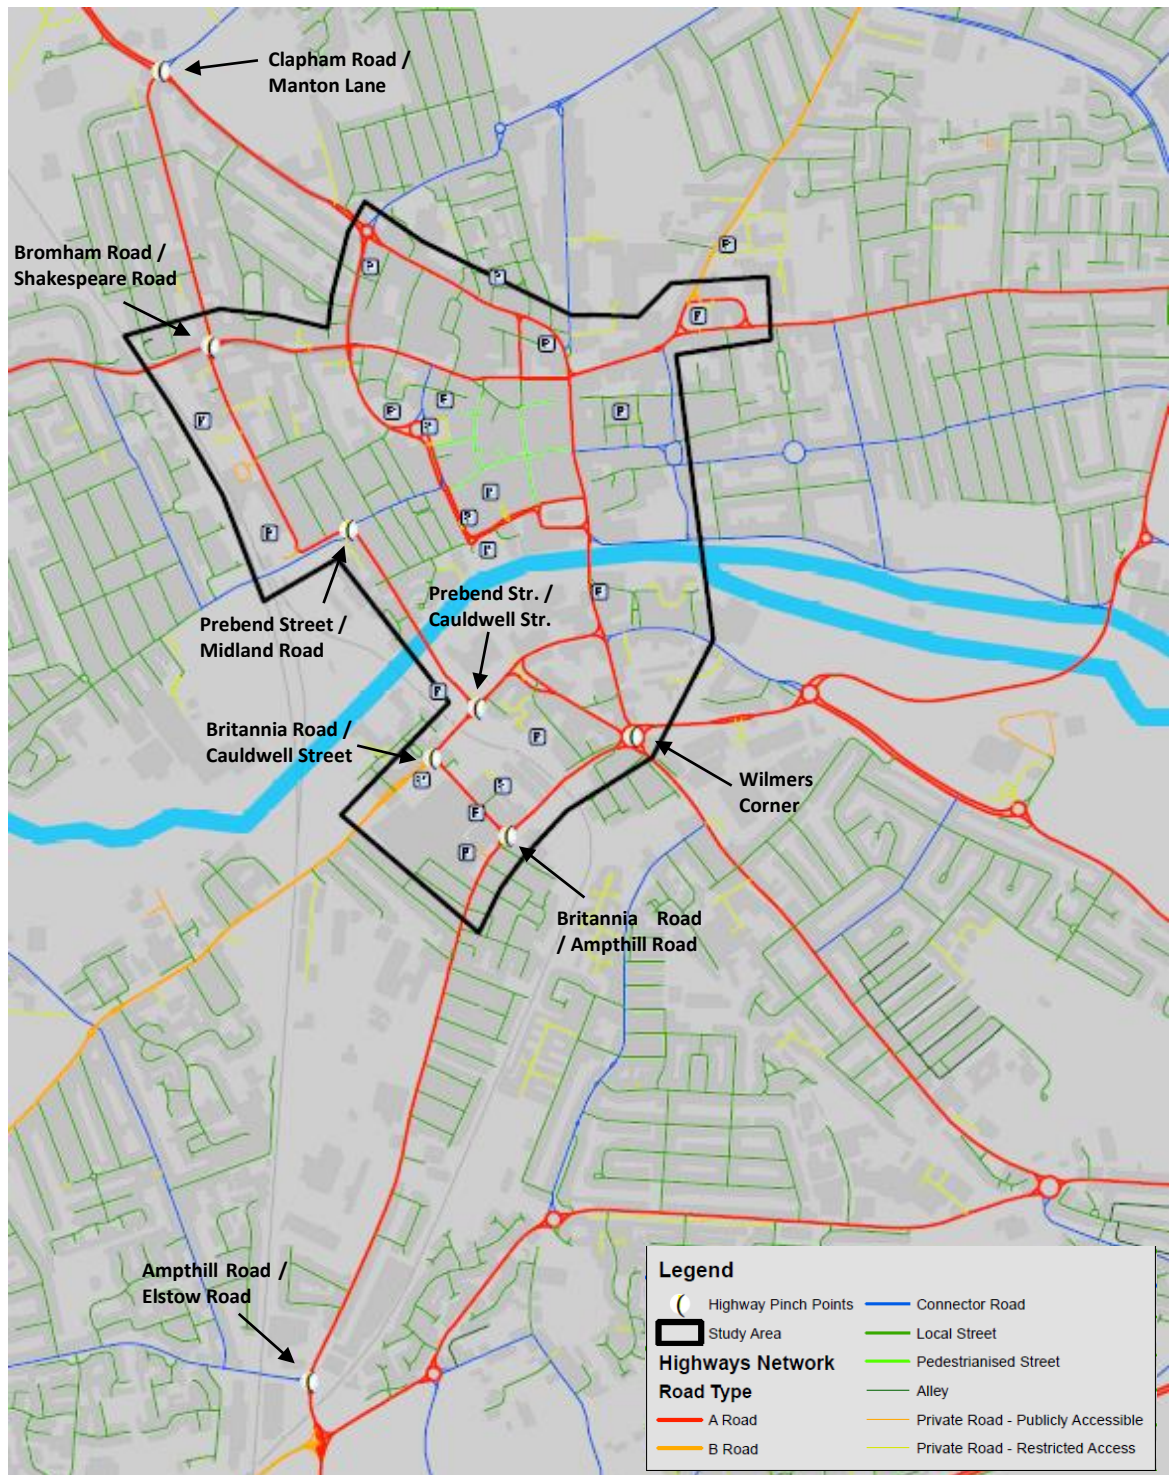 Clapham Road /
Manton Lane
Bromham Road /
Shakespeare Road
Prebend Str. /
Cauldwell Str.
Prebend Street /
Midland Road
Britannia Road /
Cauldwell Street
Wilmers
Corner
Britannia Road
/ Ampthill Road
Ampthill Road /
Elstow Road
Legend
Highway Pinch Points
Study Area
Highways Network
Road Type
A Road
B Road
Connector Road
Local Street
Pedestrianised Street
Alley
Private Road - Publicly Accessible
Private Road - Restricted Access